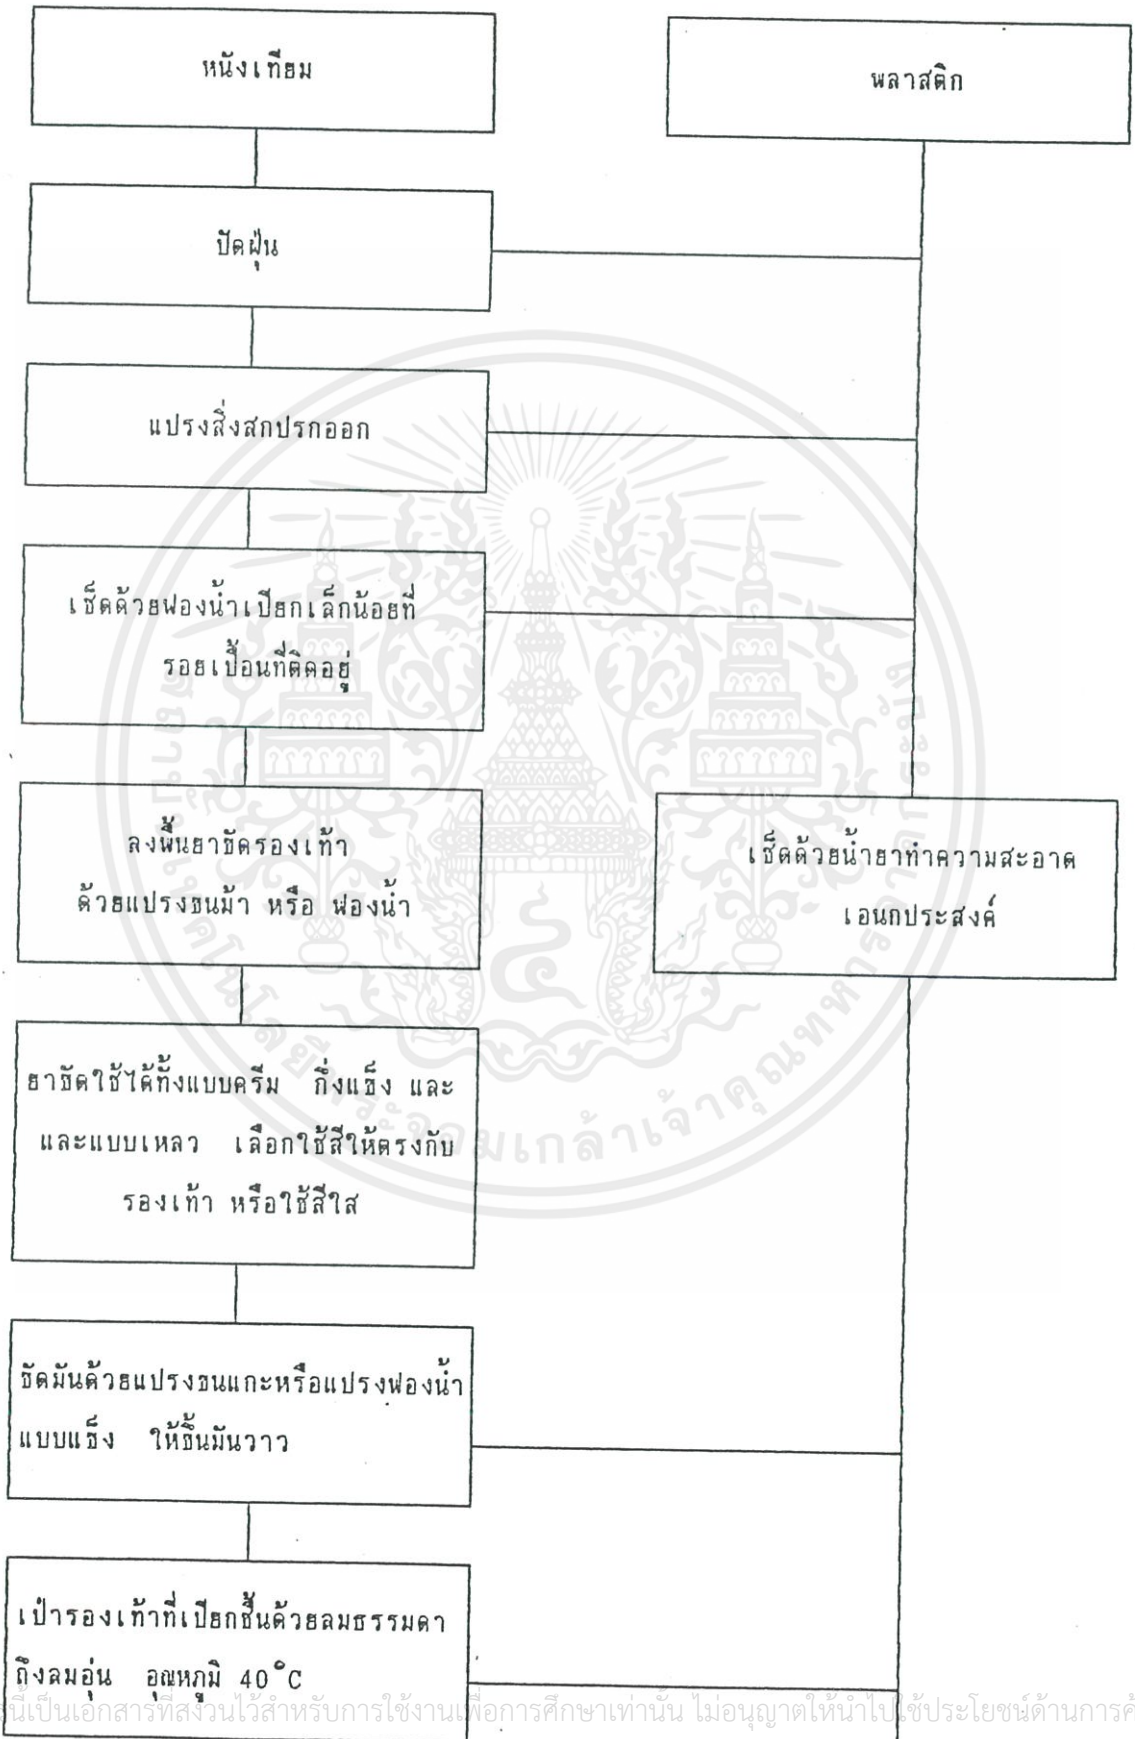 หนังเทียม
พลาสติก
ปัดฝุ่น
แปรงสิ่งสกปรกออก
เช็ดด้วยฟองน้ำเปียกเล็กน้อยที่
รอยเปื้อนที่ติดอยู่
ลงพื้นยาขัดรองเท้า
ด้วยแปรงขนม้า หรือ ฟองน้ำ
เช็ดด้วยน้ำยาทำความสะอาด
เอนกประสงค์
ยาขัดใช้ได้ทั้งแบบครีม กึ่งแข็ง และ
และแบบเหลว เลือกใช้สีให้ตรงกับ
รองเท้า หรือใช้สีใส
ขัดมันด้วยแปรงขนแกะหรือแปรงฟองน้ำ
แบบแข็ง ให้ขึ้นมันวาว
เป่ารองเท้าที่เปียกชื้นด้วยลมธรรมดา
ถึงลมอุ่น อุณหภูมิ 40°C
นี้เป็นเอกสารที่สงวนไว้สำหรับการใช้งานเพื่อการศึกษาเท่านั้น ไม่อนุญาตให้นำไปใช้ประโยชน์ด้านการค้